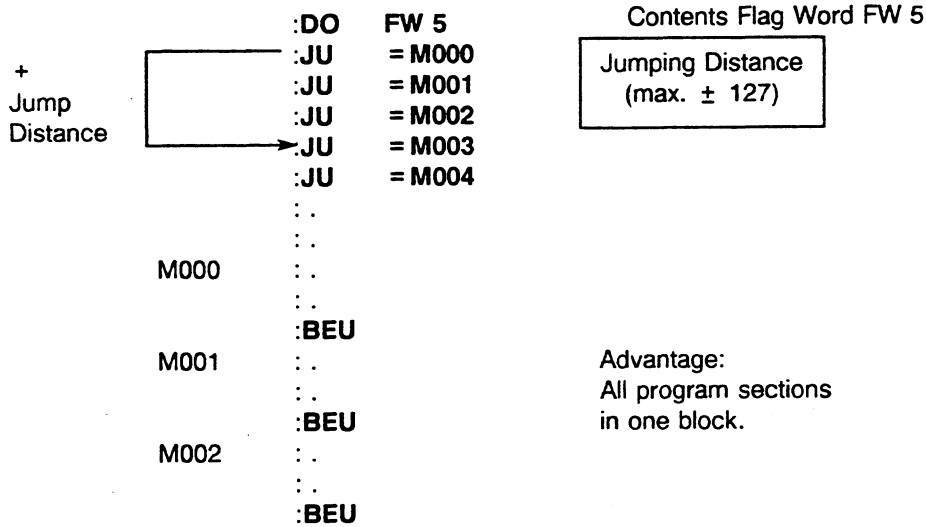 :DO FW 5 Contents Flag Word FW 5
:JU = M000
+ Jump Distance
:JU = M001
:JU = M002
:JU = M003
:JU = M004
Jumping Distance
(max. ± 127)
: .
: .
M000 : .
: .
:BEU
M001 : .
: .
:BEU
M002 : .
: .
:BEU
Advantage:
All program sections
in one block.